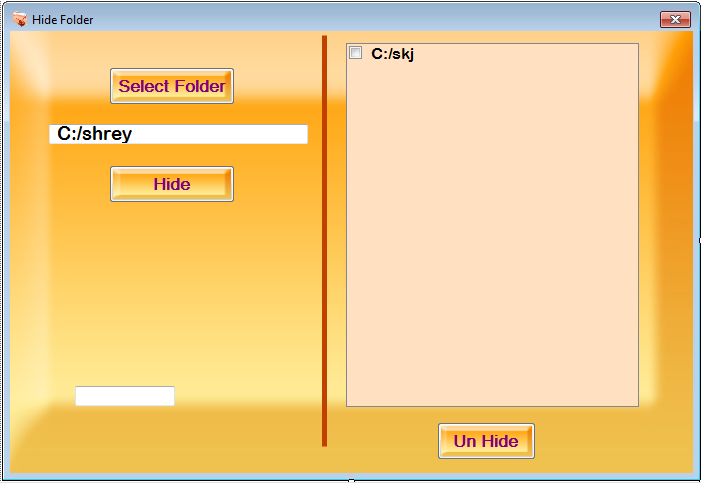 Hide Folder
Select Folder
C:/shrey
Hide
C:/skj
Un Hide